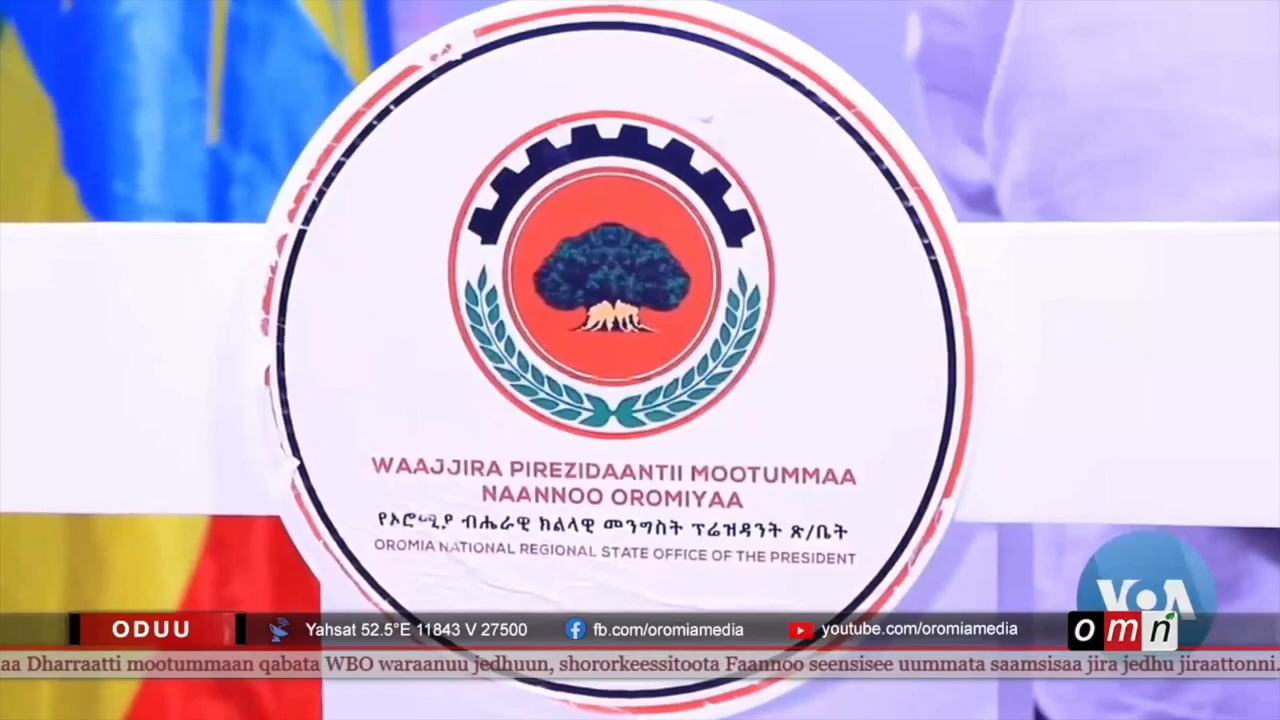 WAAJJIRA PIREZIDAANTII MOOTUMMAA
NAANNOO OROMIYAA
የኦሮሚያ ብሔራዊ ክልላዊ መንግስት ፕሬዝዳንት ጽ/ቤት
OROMIA NATIONAL REGIONAL STATE OFFICE OF THE PRESIDENT
VOA
omn
ODUU Yahsat 52.5°E 11843 V 27500 fb.com/oromiamedia youtube.com/oromiamedia
aa Dharraatti mootummaan qabata WBO waraanuu jedhuun, shororkeessitoota Faannoo seensisee uummata saamsisaa jira jedhu jiraattonni.